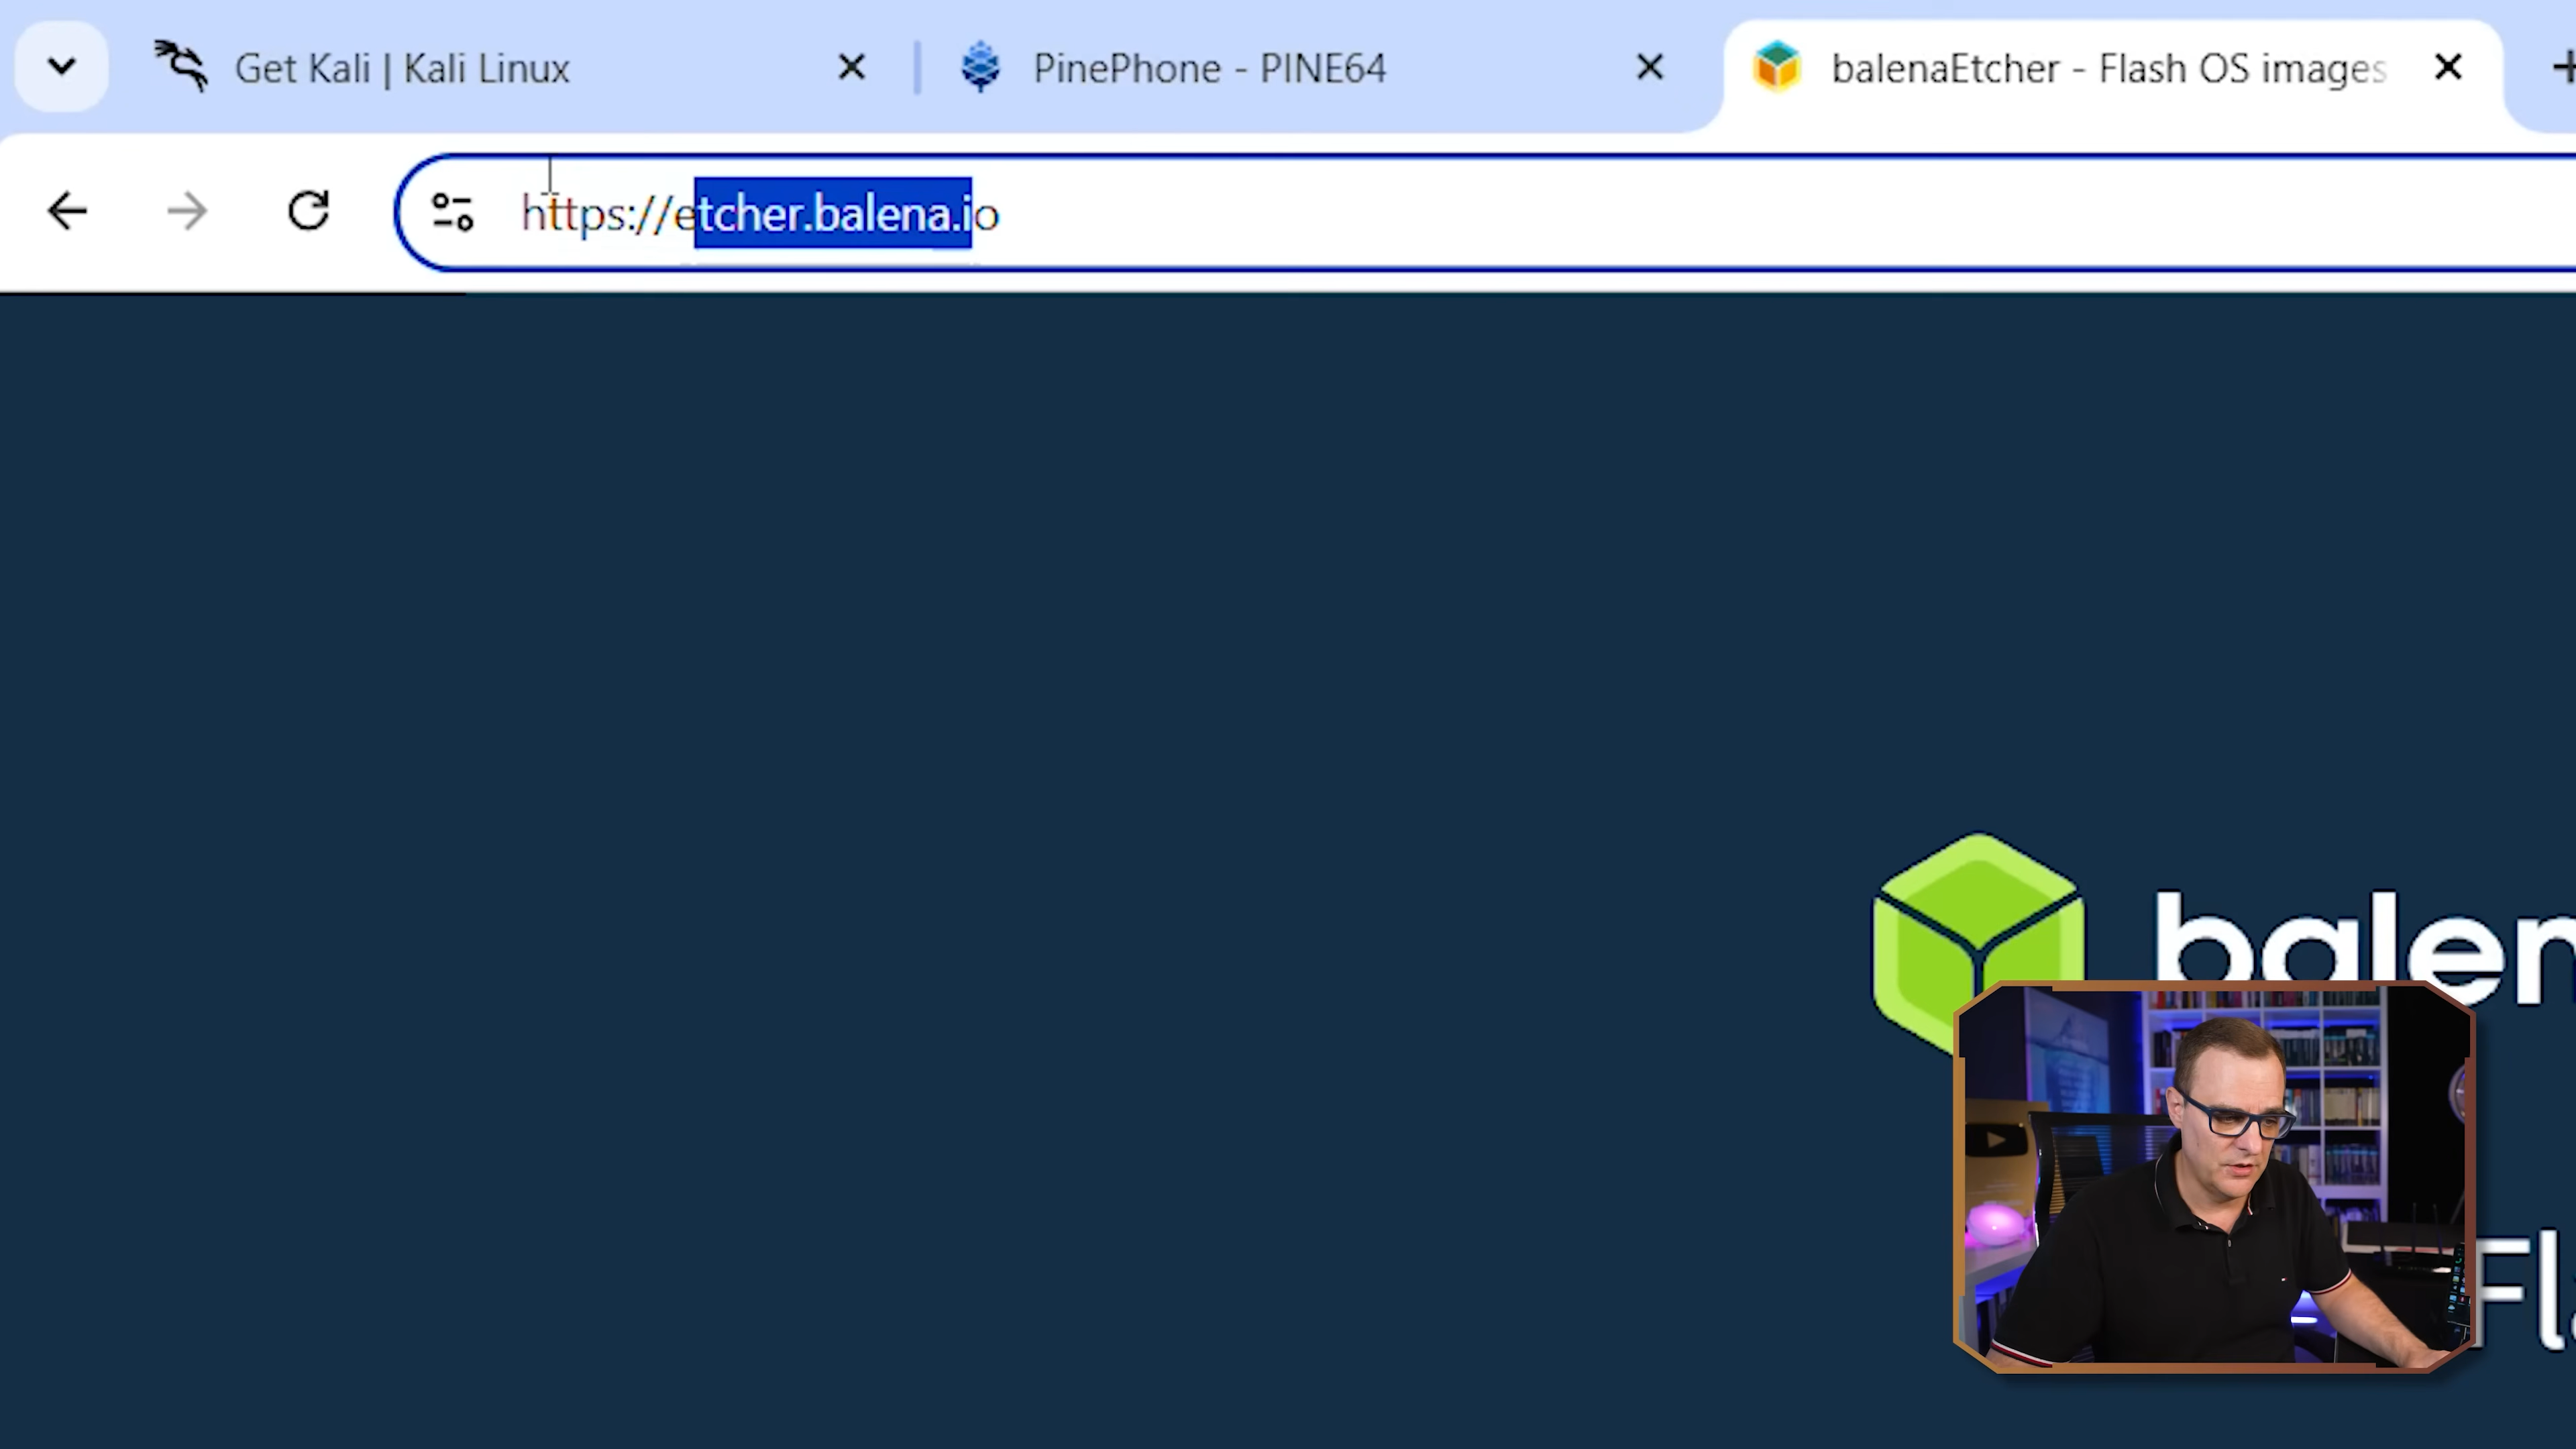 Get Kali | Kali Linux
PinePhone - PINE64
balenaEtcher - Flash OS images
https://etcher.balena.io
balen
Fl